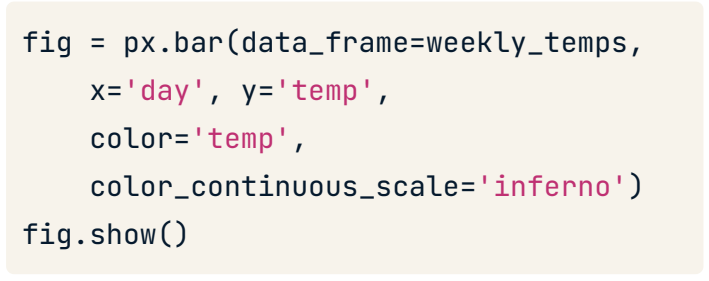 fig = px.bar(data_frame=weekly_temps,
    x='day', y='temp',
    color='temp',
    color_continuous_scale='inferno')
fig.show()